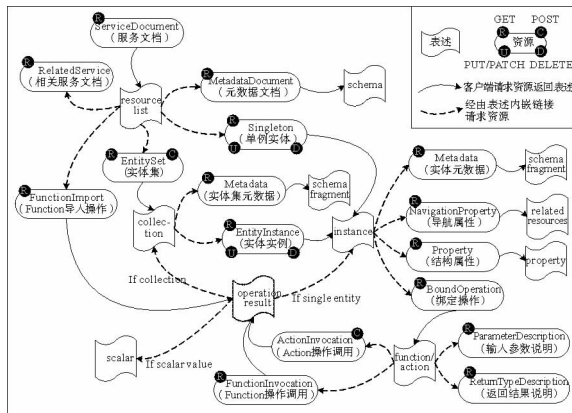 ServiceDocument
(服务文档)
R
RelatedService
(相关服务文档)
R
resource
list
MetadataDocument
(元数据文档)
R
schema
Singleton
(单例实体)
R
U
D
EntitySet
(实体集)
R
C
FunctionImport
(Function导入操作)
R
collection
Metadata
(实体集元数据)
R
schema
fragment
EntityInstance
(实体实例)
R
U
D
instance
Metadata
(实体元数据)
R
schema
fragment
NavigationProperty
(导航属性)
R
related
resources
Property
(结构属性)
R
property
BoundOperation
(绑定操作)
R
If collection
operation
result
If single entity
scalar
If scalar value
ActionInvocation
(Action操作调用)
C
FunctionInvocation
(Function操作调用)
R
function/
action
ParameterDescription
(输入参数说明)
R
ReturnTypeDescription
(返回结果说明)
R
表述
GET POST
R
C
资源
U
D
PUT/PATCH DELETE
客户端请求资源返回表述
经由表述内嵌链接
请求资源